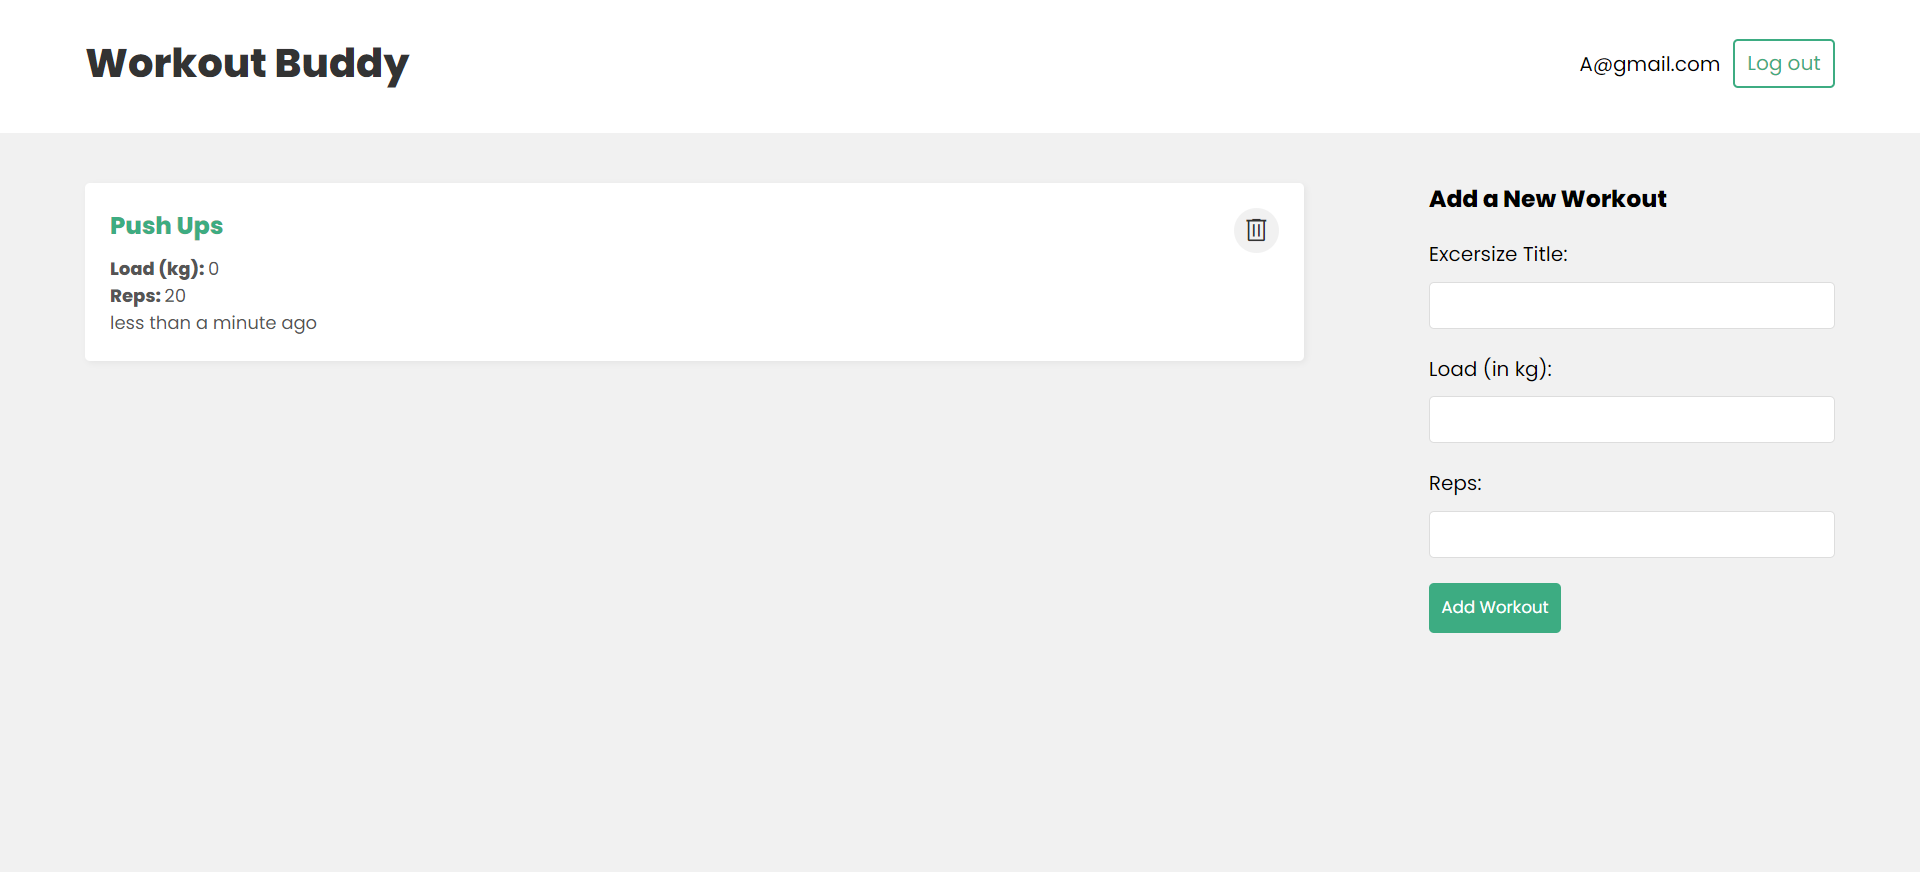 Workout Buddy
A@gmail.com
Log out
Push Ups
Load (kg): 0
Reps: 20
less than a minute ago
Add a New Workout
Excersize Title:
Load (in kg):
Reps:
Add Workout